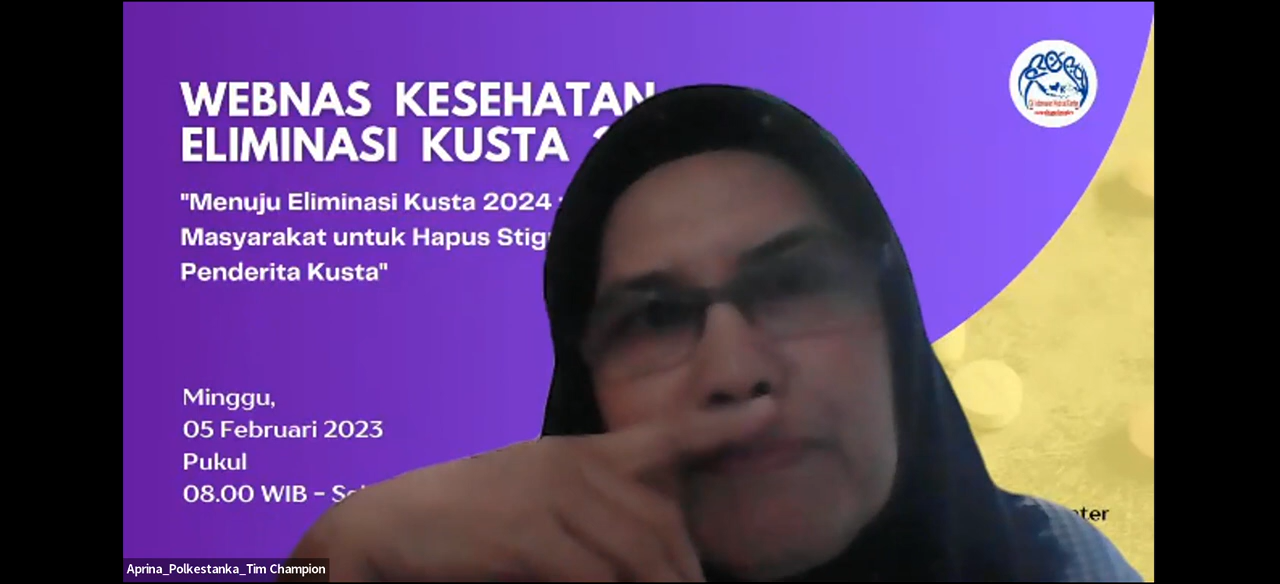 WEBNAS KESEHATAN
ELIMINASI KUSTA
"Menuju Eliminasi Kusta 2024
Masyarakat untuk Hapus
Penderita Kusta"
Minggu,
05 Februari 2023
Pukul
08.00 WIB -
Aprina_Polkestanka_Tim Champion